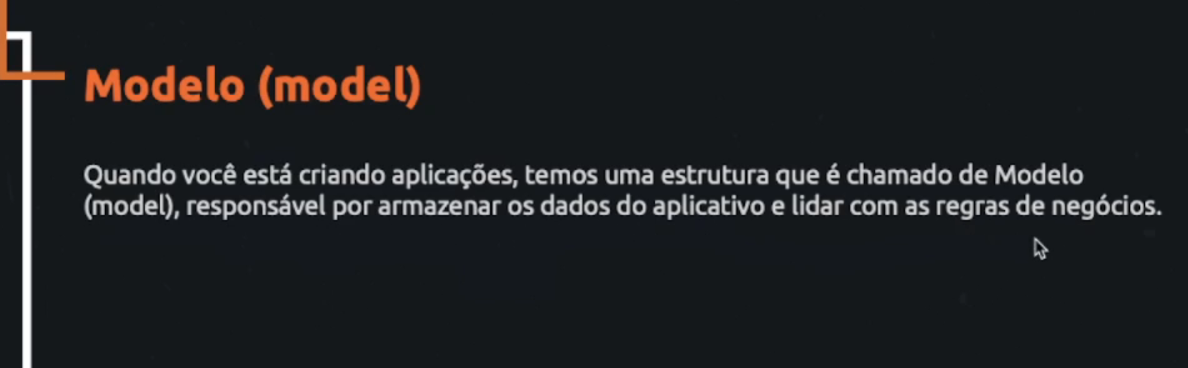 Modelo (model)
Quando você está criando aplicações, temos uma estrutura que é chamado de Modelo
(model), responsável por armazenar os dados do aplicativo e lidar com as regras de negócios.